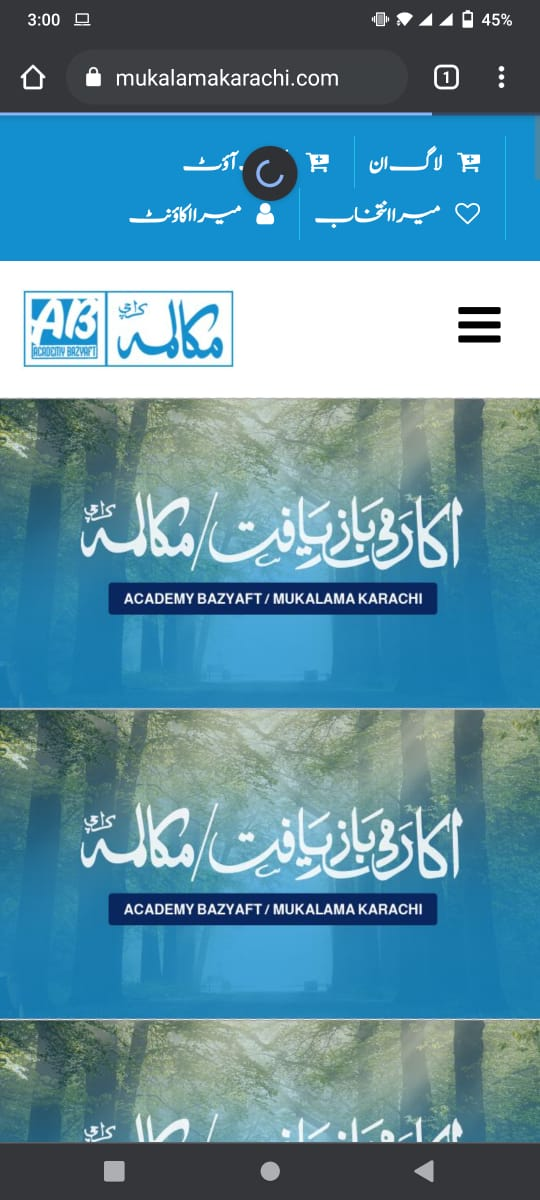 3:00 45%
mukalamakarachi.com 1
لاگ ان آؤٹ
میرا انتخاب میرا اکاؤنٹ
AB مکالمہ کراچی
ACADEMY BAZYAFT
اکادمی بازیافت/مکالمہ کراچی
ACADEMY BAZYAFT / MUKALAMA KARACHI
اکادمی بازیافت/مکالمہ کراچی
ACADEMY BAZYAFT / MUKALAMA KARACHI